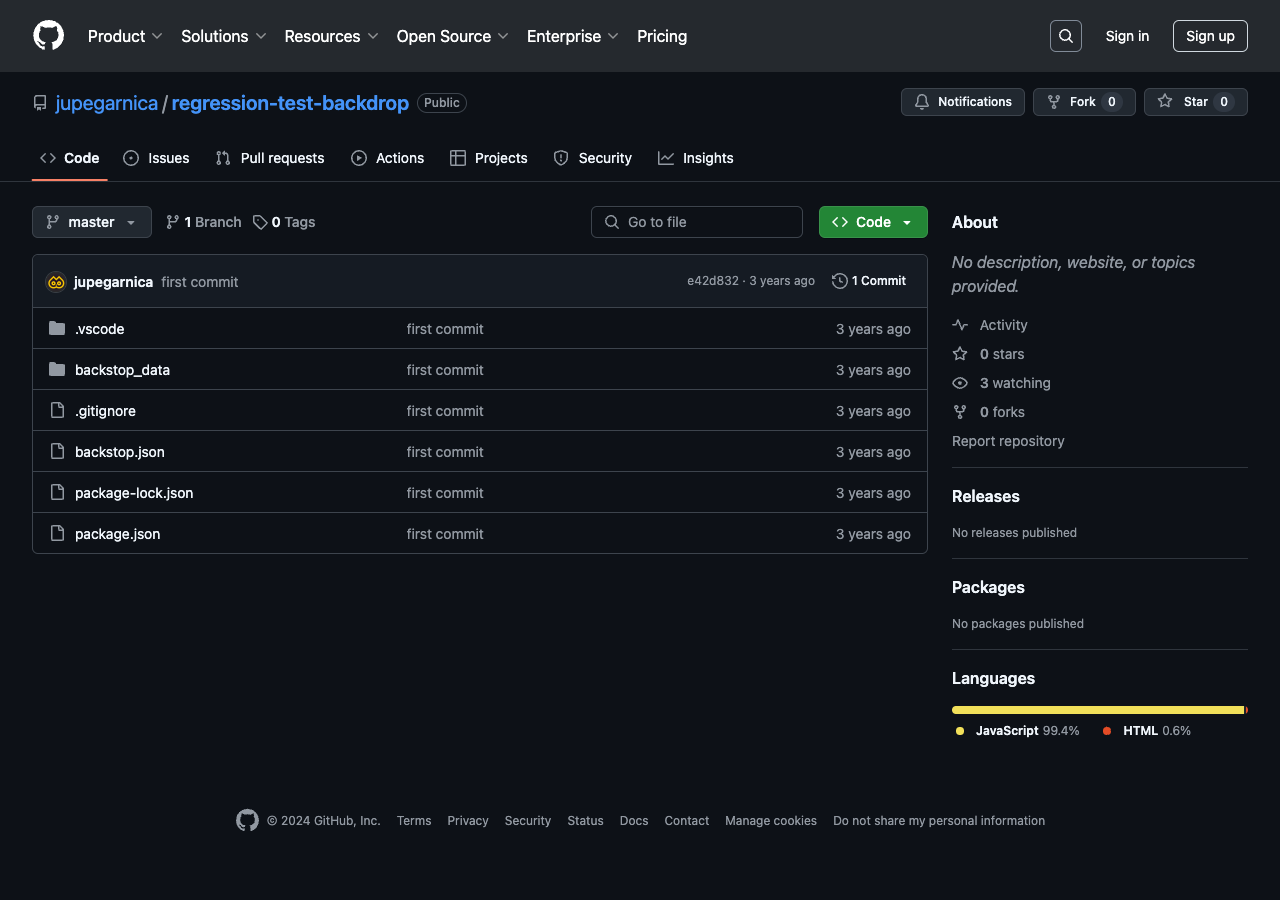 Product Solutions Resources Open Source Enterprise Pricing Sign in Sign up
jupegarnica / regression-test-backdrop Public Notifications Fork 0 Star 0
Code Issues Pull requests Actions Projects Security Insights
master 1 Branch 0 Tags Go to file Code
jupegarnica first commit e42d832 · 3 years ago 1 Commit
.vscode first commit 3 years ago
backstop_data first commit 3 years ago
.gitignore first commit 3 years ago
backstop.json first commit 3 years ago
package-lock.json first commit 3 years ago
package.json first commit 3 years ago
About
No description, website, or topics
provided.
Activity
0 stars
3 watching
0 forks
Report repository
Releases
No releases published
Packages
No packages published
Languages
JavaScript 99.4% HTML 0.6%
© 2024 GitHub, Inc. Terms Privacy Security Status Docs Contact Manage cookies Do not share my personal information